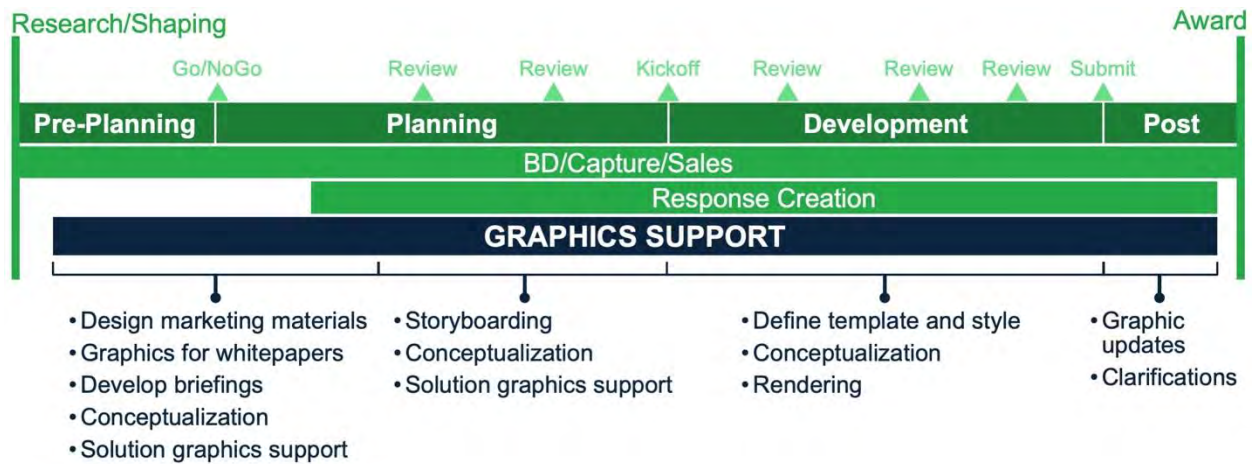 Research/Shaping
Award
Go/NoGo
Review
Review
Kickoff
Review
Review
Review
Submit
Pre-Planning
Planning
Development
Post
BD/Capture/Sales
Response Creation
GRAPHICS SUPPORT
• Design marketing materials
• Graphics for whitepapers
• Develop briefings
• Conceptualization
• Solution graphics support
• Storyboarding
• Conceptualization
• Solution graphics support
• Define template and style
• Conceptualization
• Rendering
• Graphic
updates
• Clarifications